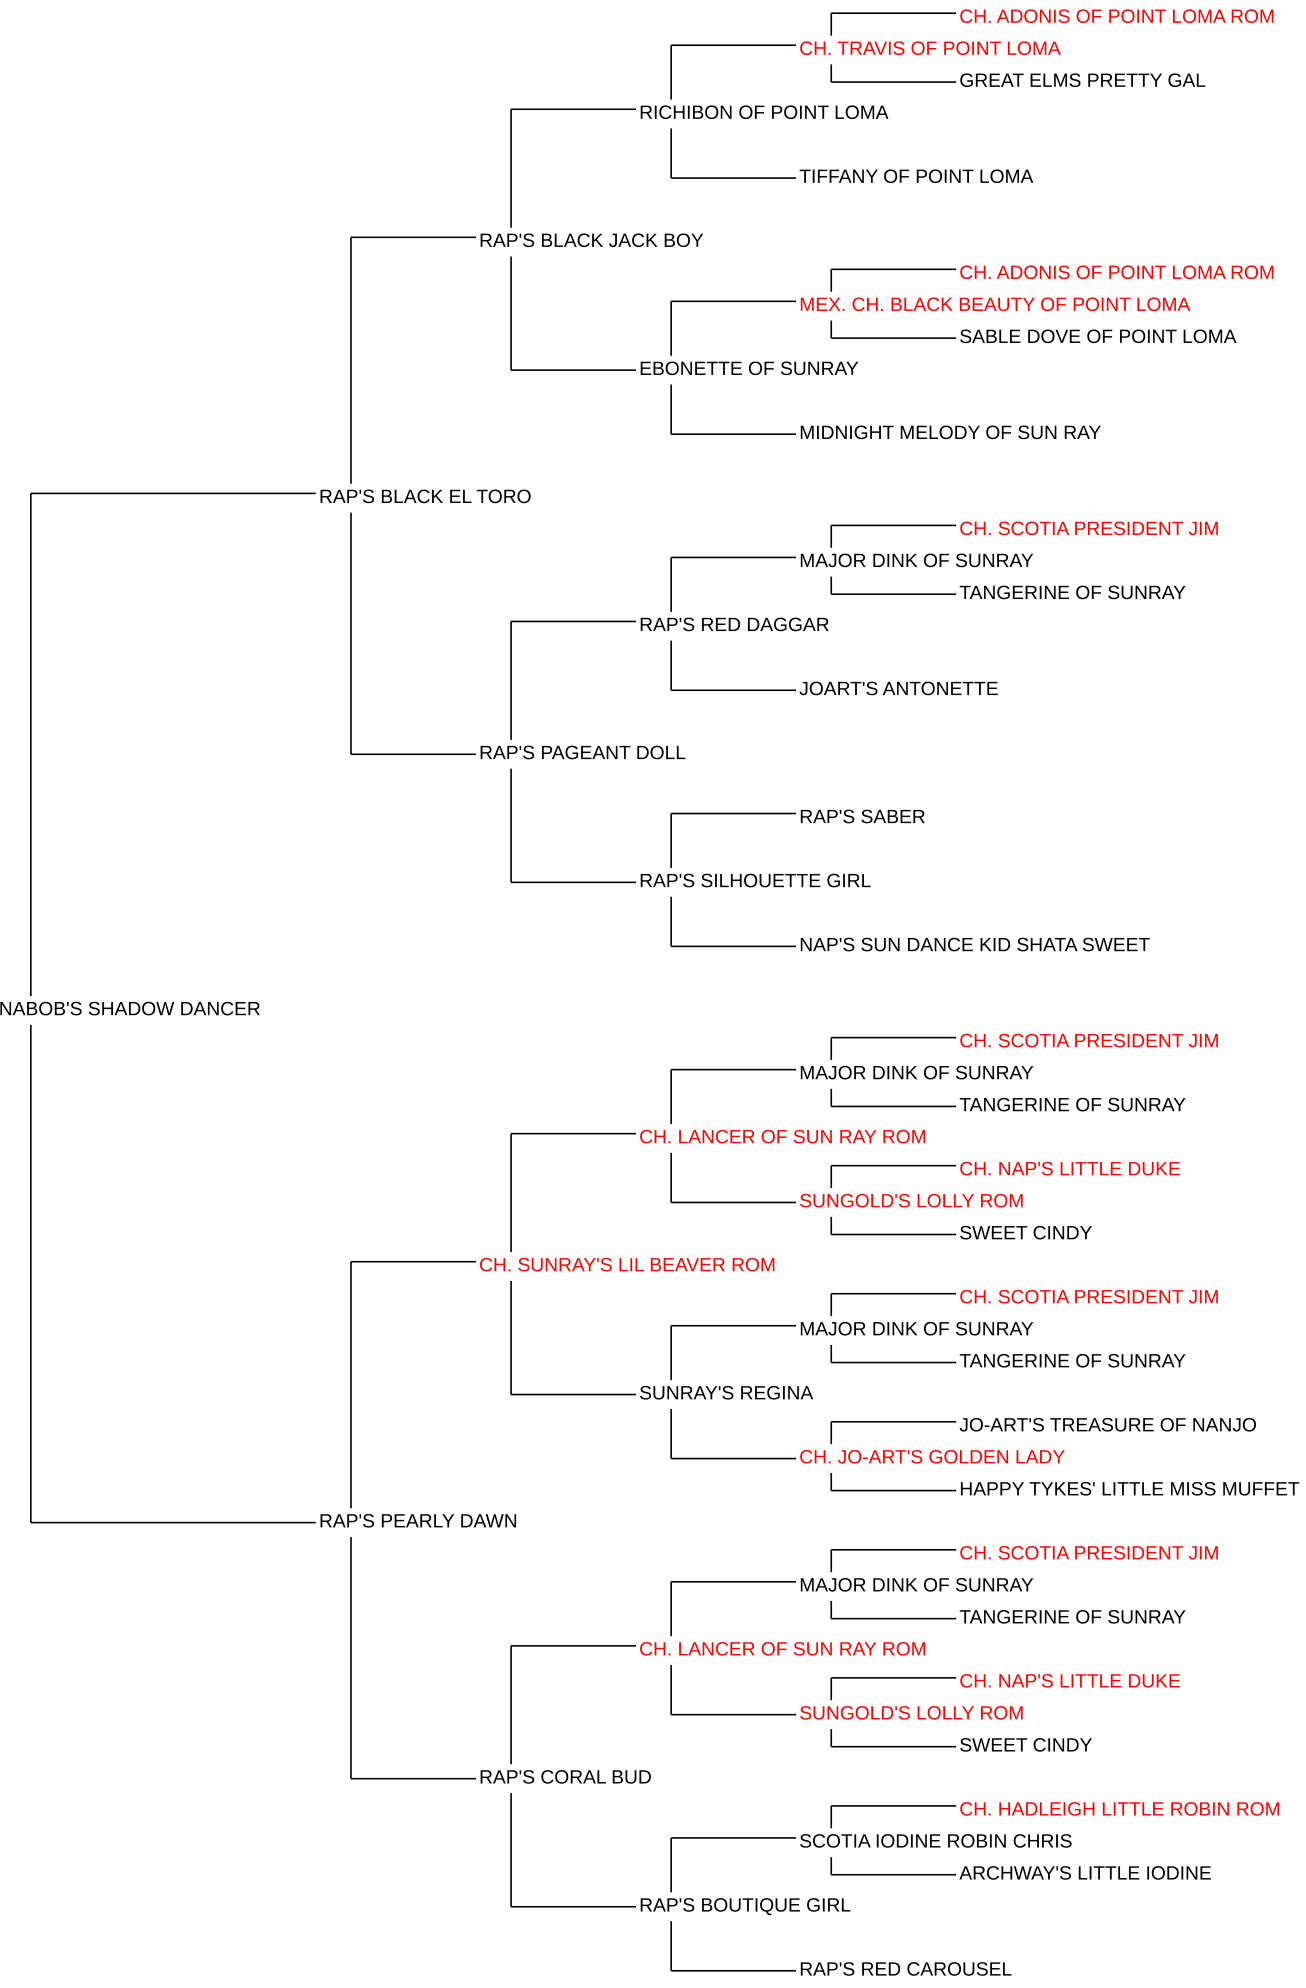 CH. ADONIS OF POINT LOMA ROM
CH. TRAVIS OF POINT LOMA
GREAT ELMS PRETTY GAL
RICHIBON OF POINT LOMA
TIFFANY OF POINT LOMA
RAP'S BLACK JACK BOY
CH. ADONIS OF POINT LOMA ROM
MEX. CH. BLACK BEAUTY OF POINT LOMA
SABLE DOVE OF POINT LOMA
EBONETTE OF SUNRAY
MIDNIGHT MELODY OF SUN RAY
RAP'S BLACK EL TORO
CH. SCOTIA PRESIDENT JIM
MAJOR DINK OF SUNRAY
TANGERINE OF SUNRAY
RAP'S RED DAGGAR
JOART'S ANTONETTE
RAP'S PAGEANT DOLL
RAP'S SABER
RAP'S SILHOUETTE GIRL
NAP'S SUN DANCE KID SHATA SWEET
NABOB'S SHADOW DANCER
CH. SCOTIA PRESIDENT JIM
MAJOR DINK OF SUNRAY
TANGERINE OF SUNRAY
CH. LANCER OF SUN RAY ROM
CH. NAP'S LITTLE DUKE
SUNGOLD'S LOLLY ROM
SWEET CINDY
CH. SUNRAY'S LIL BEAVER ROM
CH. SCOTIA PRESIDENT JIM
MAJOR DINK OF SUNRAY
TANGERINE OF SUNRAY
SUNRAY'S REGINA
JO-ART'S TREASURE OF NANJO
CH. JO-ART'S GOLDEN LADY
HAPPY TYKES' LITTLE MISS MUFFET
RAP'S PEARLY DAWN
CH. SCOTIA PRESIDENT JIM
MAJOR DINK OF SUNRAY
TANGERINE OF SUNRAY
CH. LANCER OF SUN RAY ROM
CH. NAP'S LITTLE DUKE
SUNGOLD'S LOLLY ROM
SWEET CINDY
RAP'S CORAL BUD
CH. HADLEIGH LITTLE ROBIN ROM
SCOTIA IODINE ROBIN CHRIS
ARCHWAY'S LITTLE IODINE
RAP'S BOUTIQUE GIRL
RAP'S RED CAROUSEL